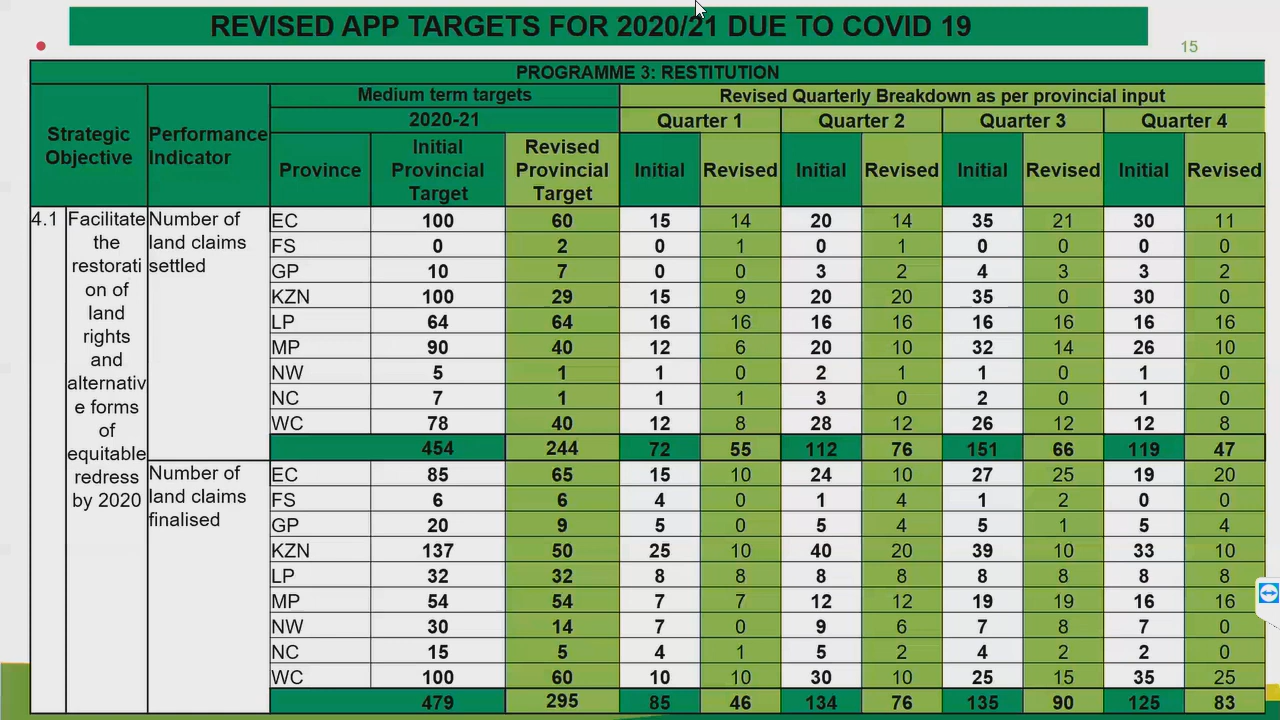 REVISED APP TARGETS FOR 2020/21 DUE TO COVID 19
15
PROGRAMME 3: RESTITUTION
Strategic Objective
Performance Indicator
Medium term targets
Revised Quarterly Breakdown as per provincial input
2020-21
Quarter 1
Quarter 2
Quarter 3
Quarter 4
Province
Initial Provincial Target
Revised Provincial Target
Initial Revised Initial Revised Initial Revised Initial Revised
4.1
Facilitate
the
restorati
on of
land
rights
and
alternativ
e forms
of
equitable
redress
by 2020
Number of
land claims
settled
EC 100 60 15 14 20 14 35 21 30 11
FS 0 2 0 1 0 1 0 0 0 0
GP 10 7 0 0 3 2 4 3 3 2
KZN 100 29 15 9 20 20 35 0 30 0
LP 64 64 16 16 16 16 16 16 16 16
MP 90 40 12 6 20 10 32 14 26 10
NW 5 1 1 0 2 1 1 0 1 0
NC 7 1 1 1 3 0 2 0 1 0
WC 78 40 12 8 28 12 26 12 12 8
454 244 72 55 112 76 151 66 119 47
Number of
land claims
finalised
EC 85 65 15 10 24 10 27 25 19 20
FS 6 6 4 0 1 4 1 2 0 0
GP 20 9 5 0 5 4 5 1 5 4
KZN 137 50 25 10 40 20 39 10 33 10
LP 32 32 8 8 8 8 8 8 8 8
MP 54 54 7 7 12 12 19 19 16 16
NW 30 14 7 0 9 6 7 8 7 0
NC 15 5 4 1 5 2 4 2 2 0
WC 100 60 10 10 30 10 25 15 35 25
479 295 85 46 134 76 135 90 125 83